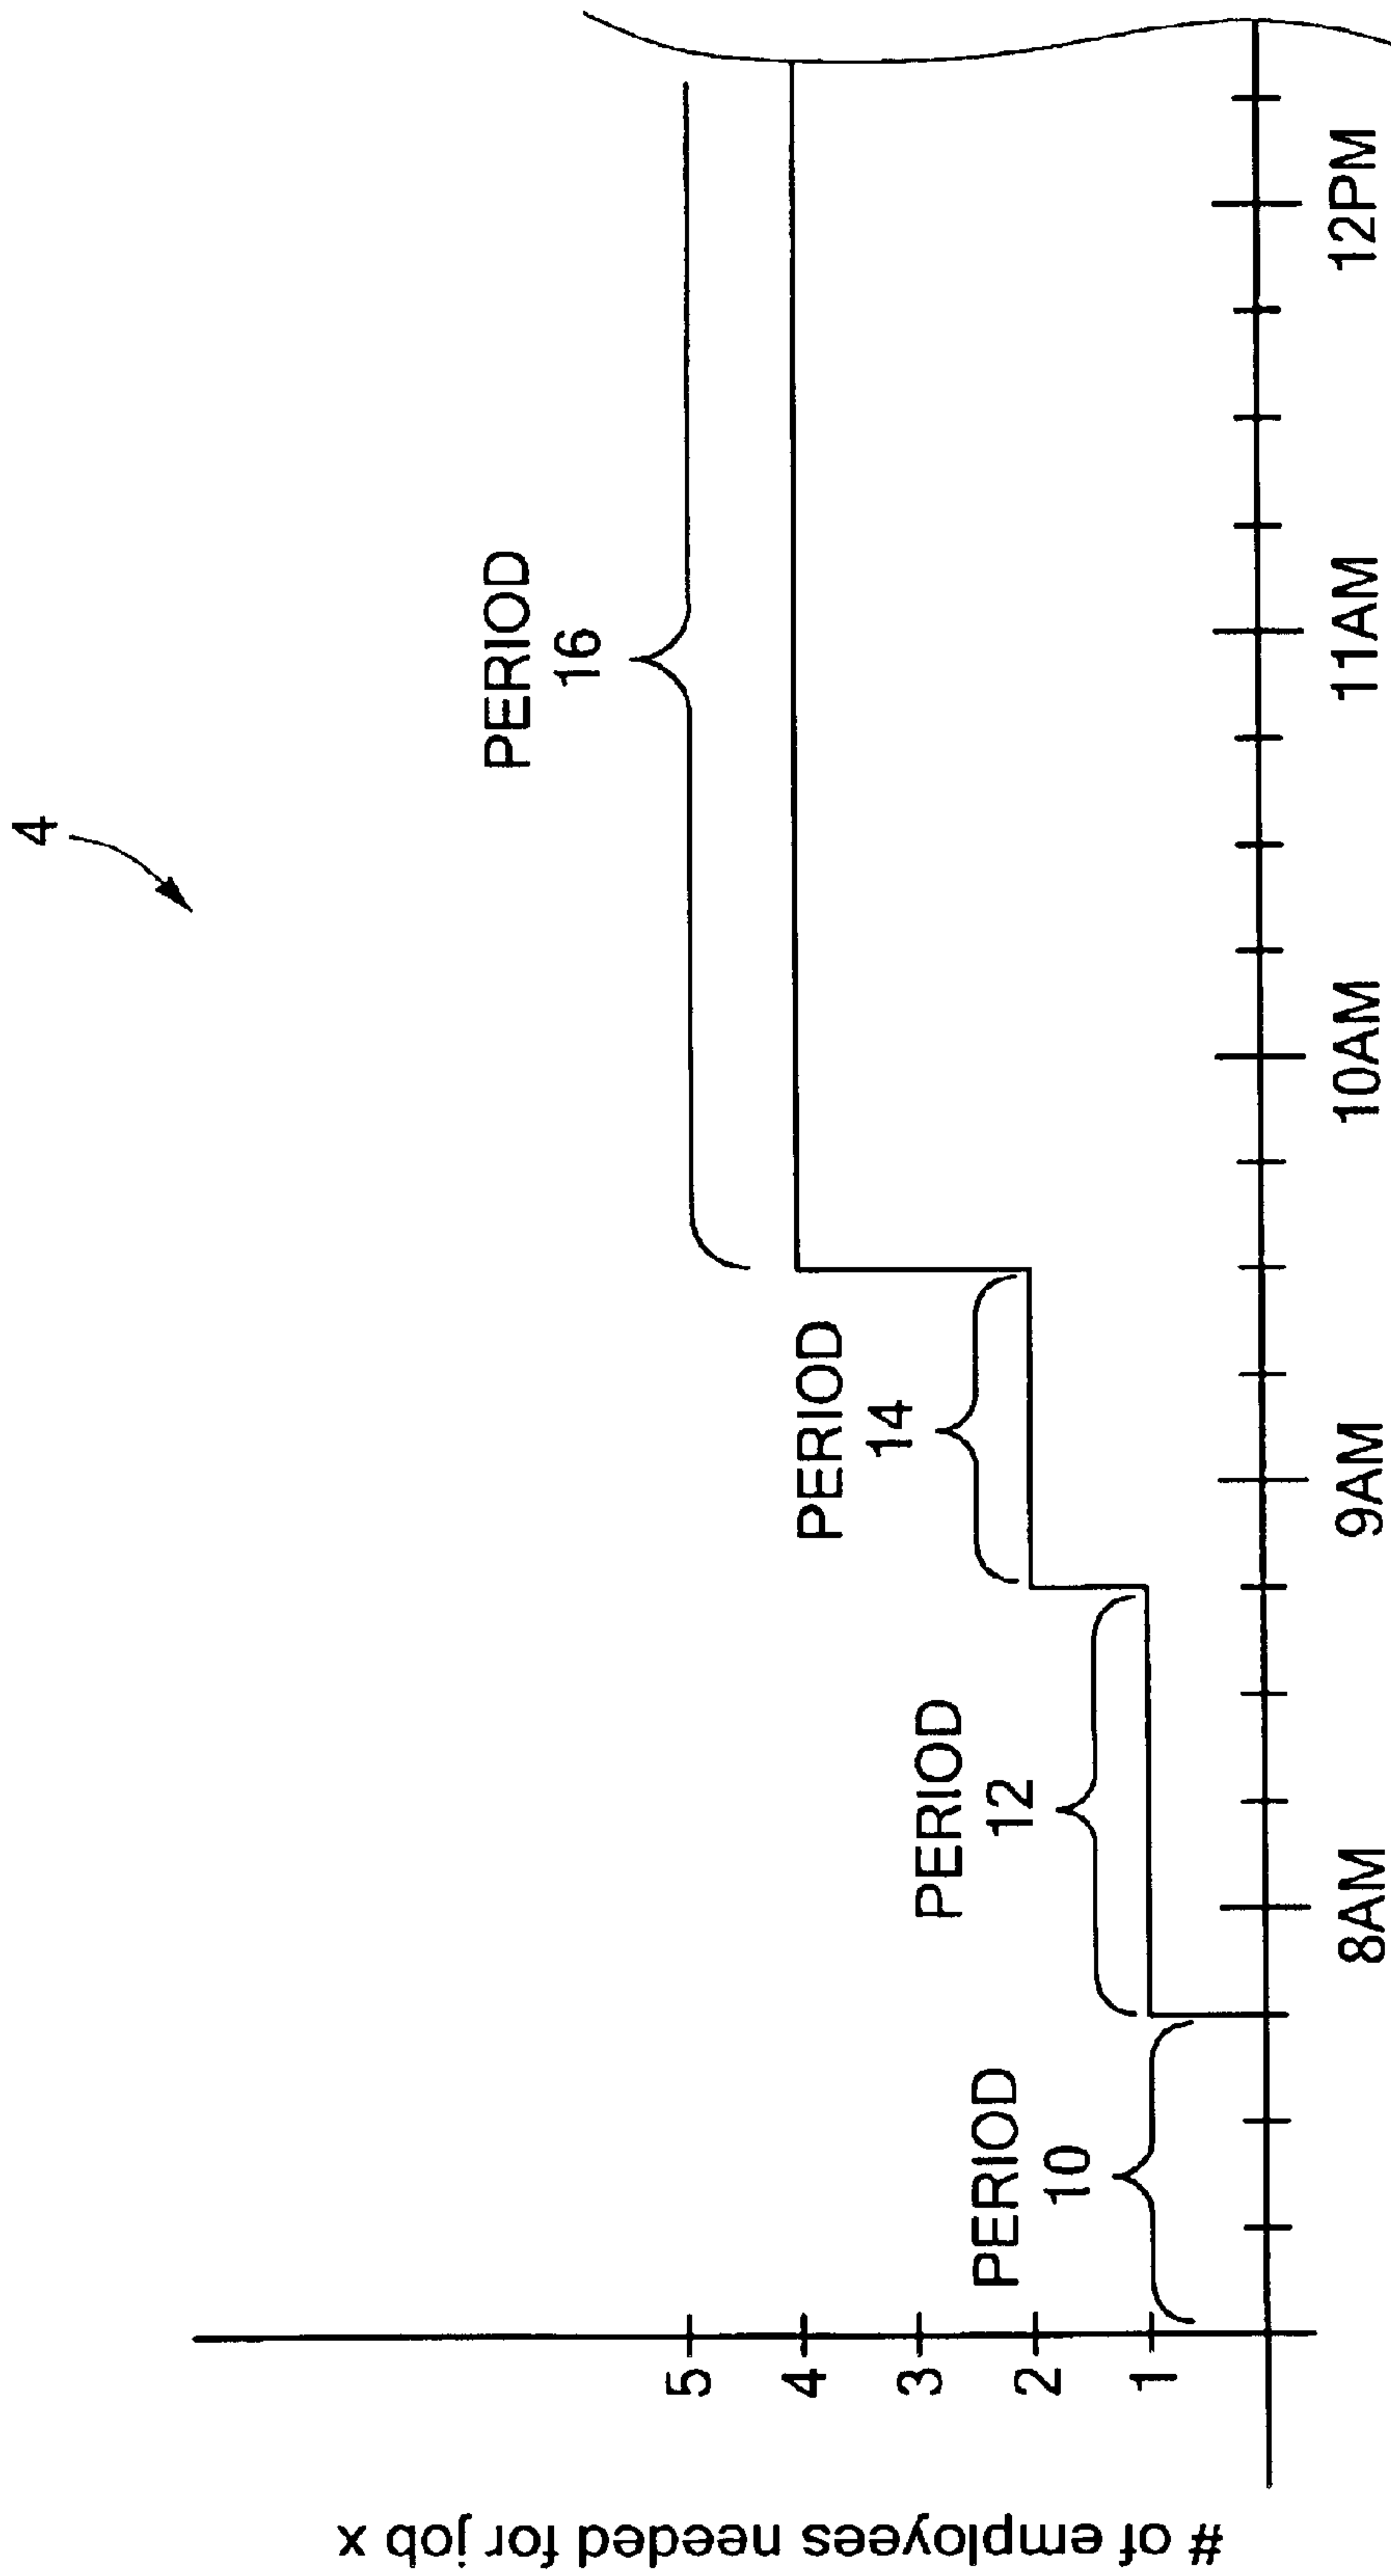 4
PERIOD
16
PERIOD
14
PERIOD
12
PERIOD
10
5
4
3
2
1
# of employees needed for job x
8AM
9AM
10AM
11AM
12PM